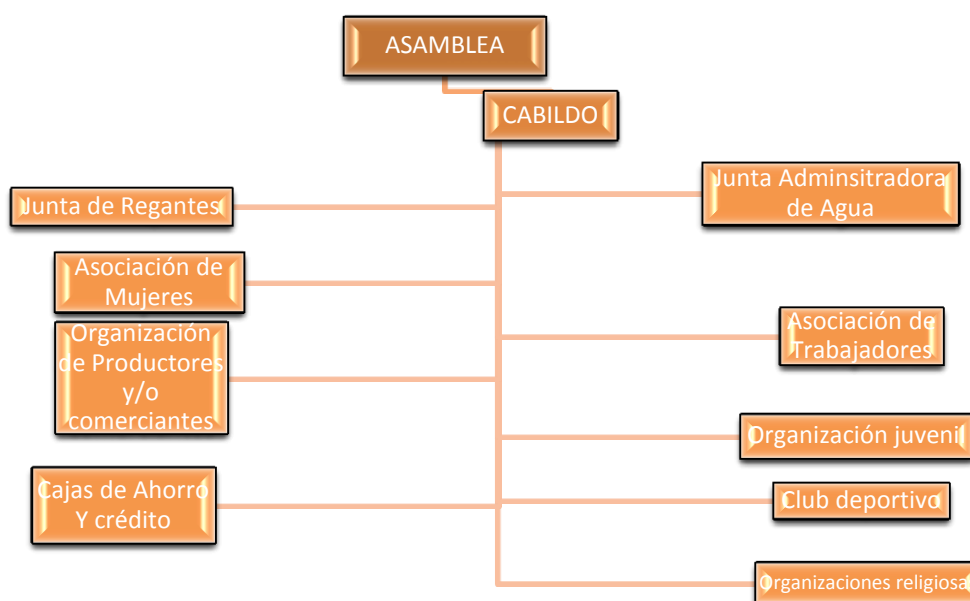 ASAMBLEA
CABILDO
Junta de Regantes
Junta Adminsitradora
de Agua
Asociación de
Mujeres
Organización
de Productores
y/o
comerciantes
Asociación de
Trabajadores
Organización juvenil
Cajas de Ahorro
Y crédito
Club deportivo
Organizaciones religiosa